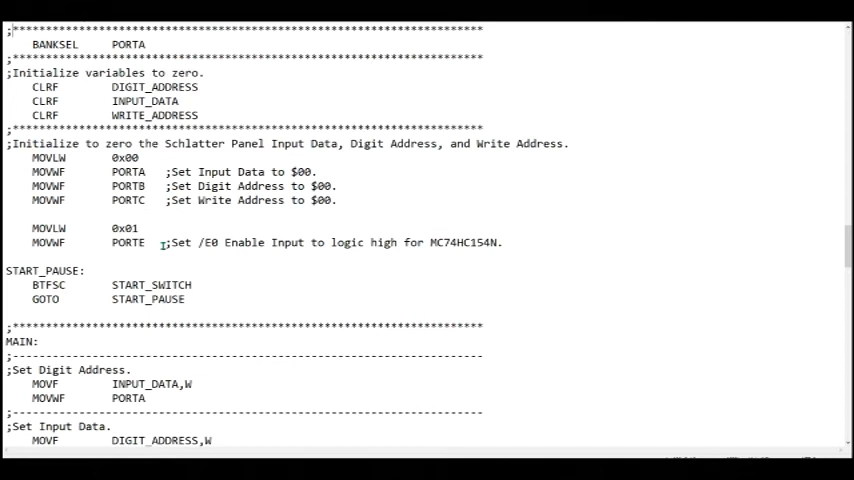 ;***********************************************************************
BANKSEL PORTA
;***********************************************************************
;Initialize variables to zero.
CLRF DIGIT_ADDRESS
CLRF INPUT_DATA
CLRF WRITE_ADDRESS
;***********************************************************************
;Initialize to zero the Schlatter Panel Input Data, Digit Address, and Write Address.
MOVLW 0x00
MOVWF PORTA ;Set Input Data to $00.
MOVWF PORTB ;Set Digit Address to $00.
MOVWF PORTC ;Set Write Address to $00.
MOVLW 0x01
MOVWF PORTE ;Set /E0 Enable Input to logic high for MC74HC154N.
START_PAUSE:
BTFSC START_SWITCH
GOTO START_PAUSE
;***********************************************************************
MAIN:
;-----------------------------------------------------------------------
;Set Digit Address.
MOVF INPUT_DATA,W
MOVWF PORTA
;-----------------------------------------------------------------------
;Set Input Data.
MOVF DIGIT_ADDRESS,W